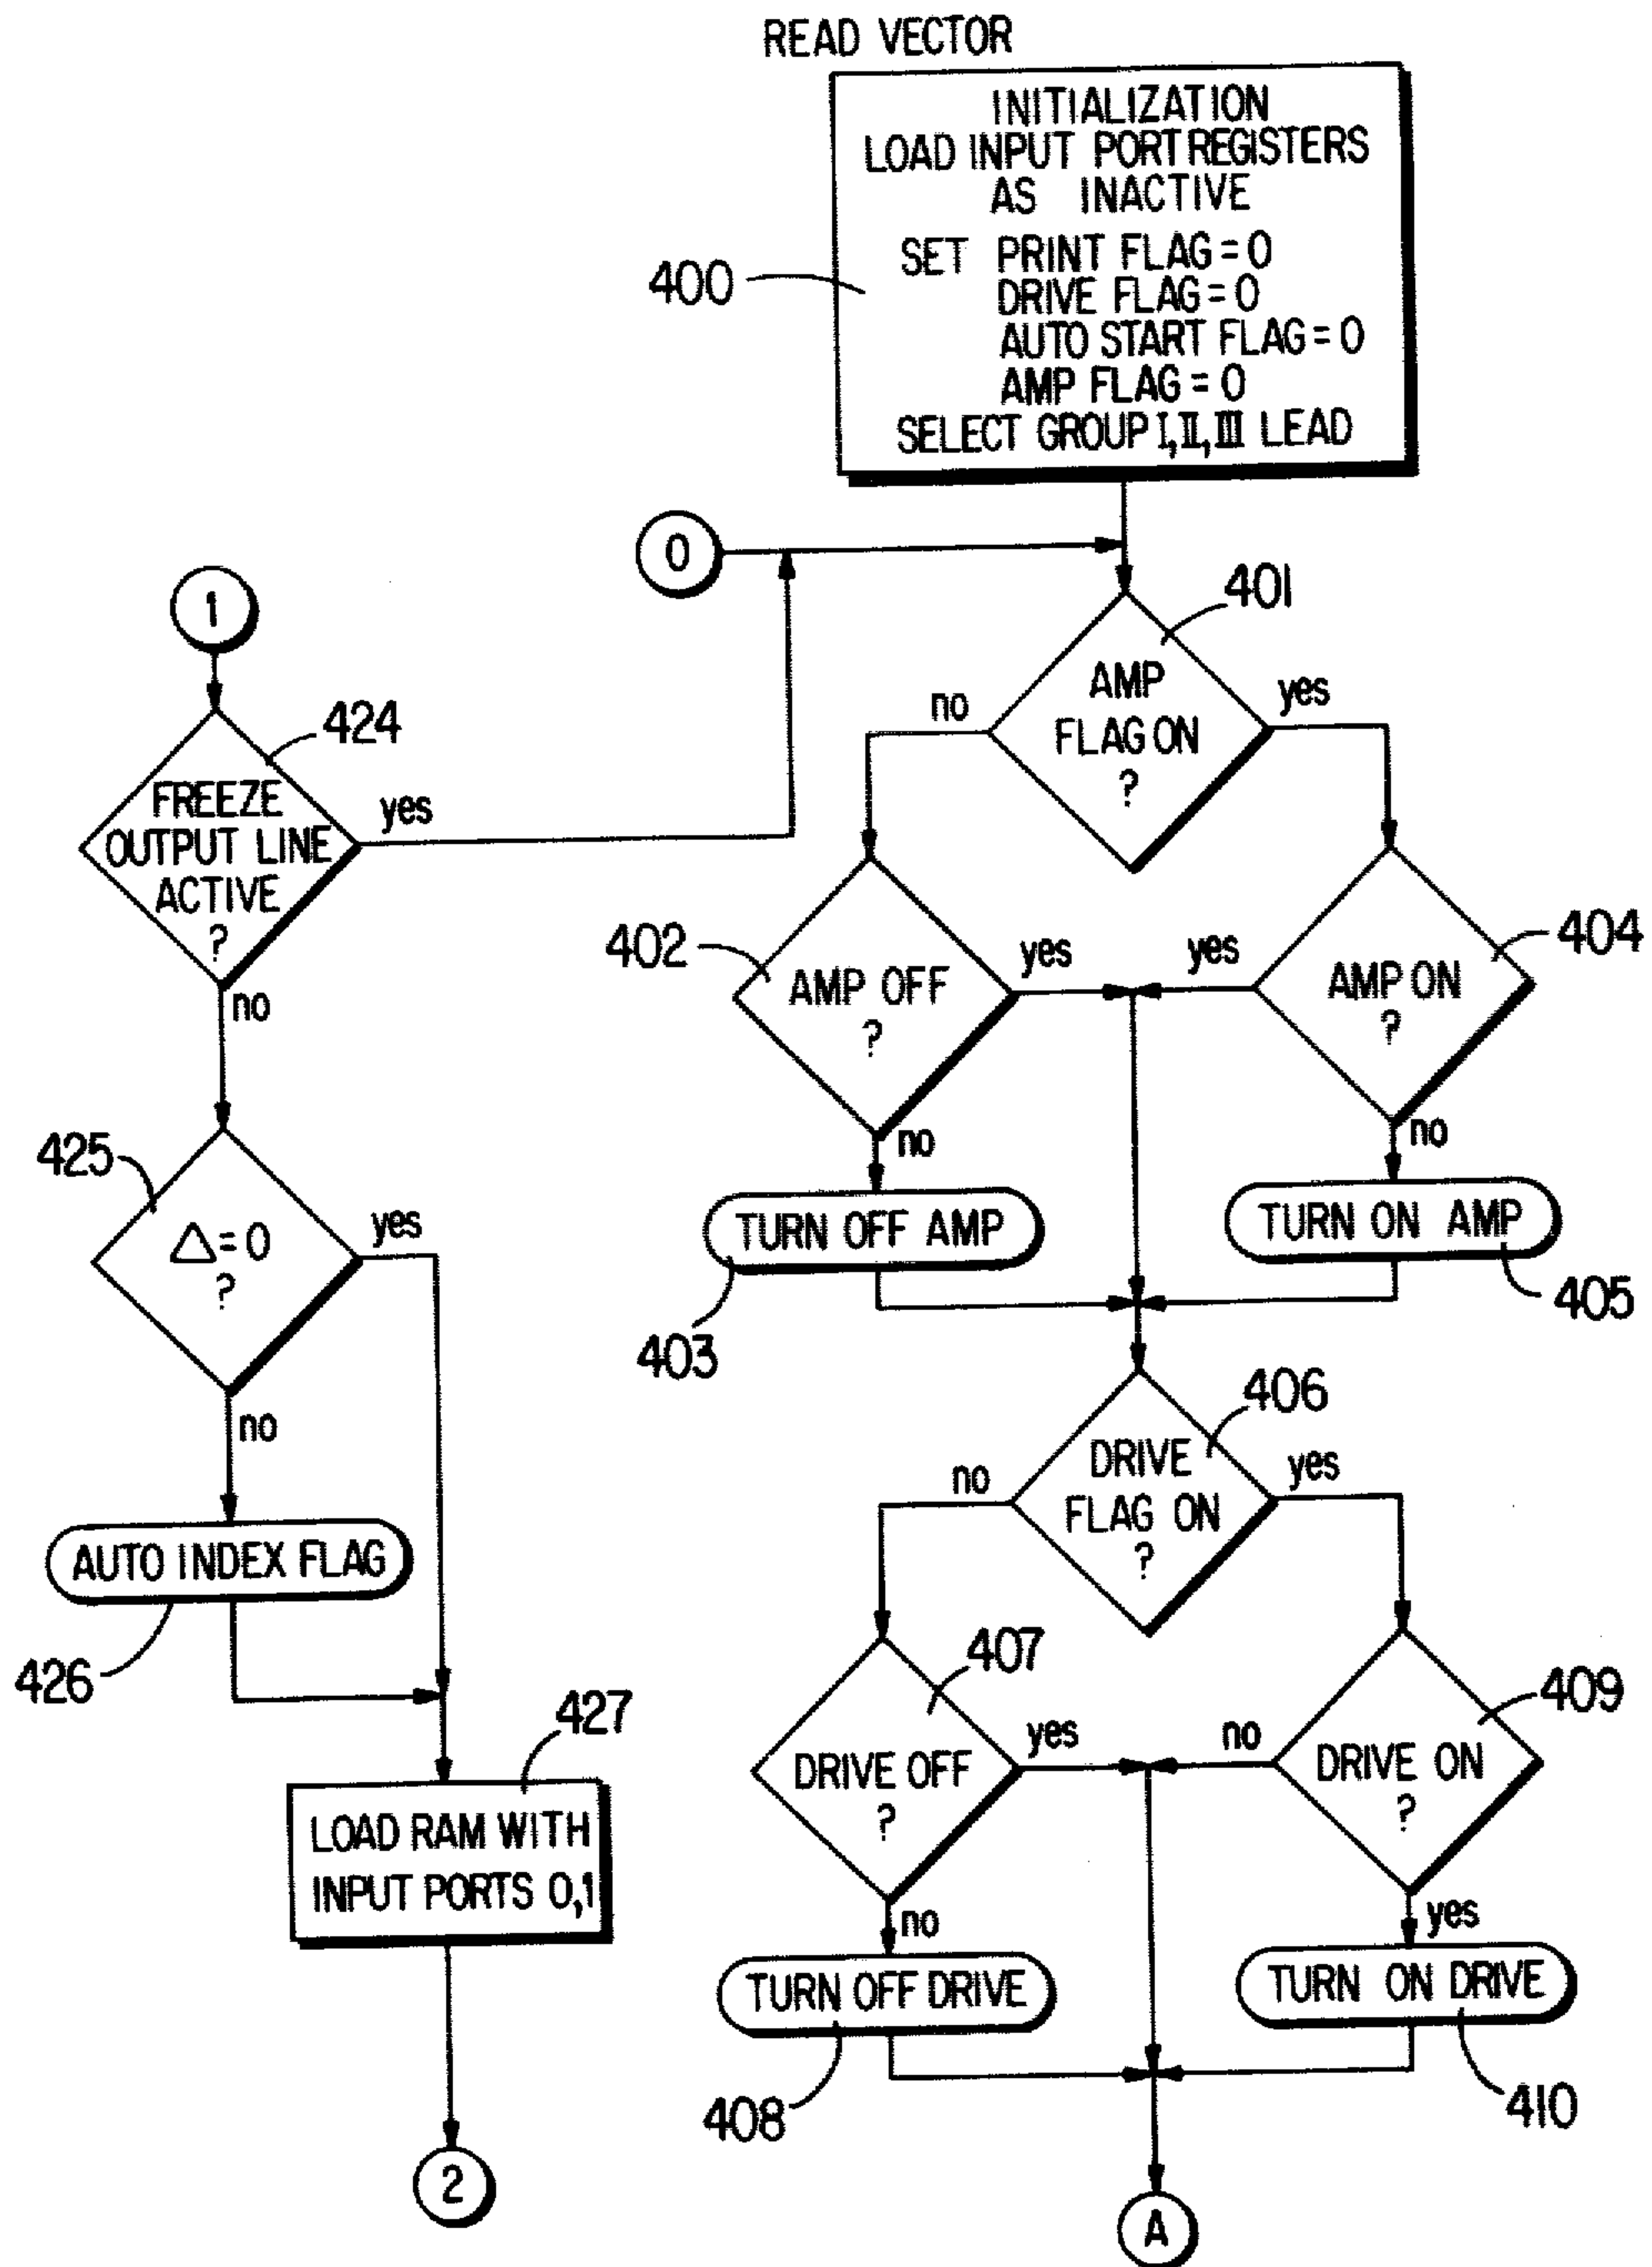 READ VECTOR
INITIALIZATION
LOAD INPUT PORT REGISTERS
AS INACTIVE
SET PRINT FLAG = 0
DRIVE FLAG = 0
AUTO START FLAG = 0
AMP FLAG = 0
SELECT GROUP I, II, III LEAD
400
0
401
AMP
FLAG ON
?
no
yes
402
AMP OFF
?
yes
no
404
AMP ON
?
yes
no
TURN OFF AMP
403
TURN ON AMP
405
406
DRIVE
FLAG ON
?
no
yes
407
DRIVE OFF
?
yes
no
409
DRIVE ON
?
no
yes
TURN OFF DRIVE
408
TURN ON DRIVE
410
A
1
424
FREEZE
OUTPUT LINE
ACTIVE
?
yes
no
425
△ = 0
?
yes
no
AUTO INDEX FLAG
426
427
LOAD RAM WITH
INPUT PORTS 0,1
2